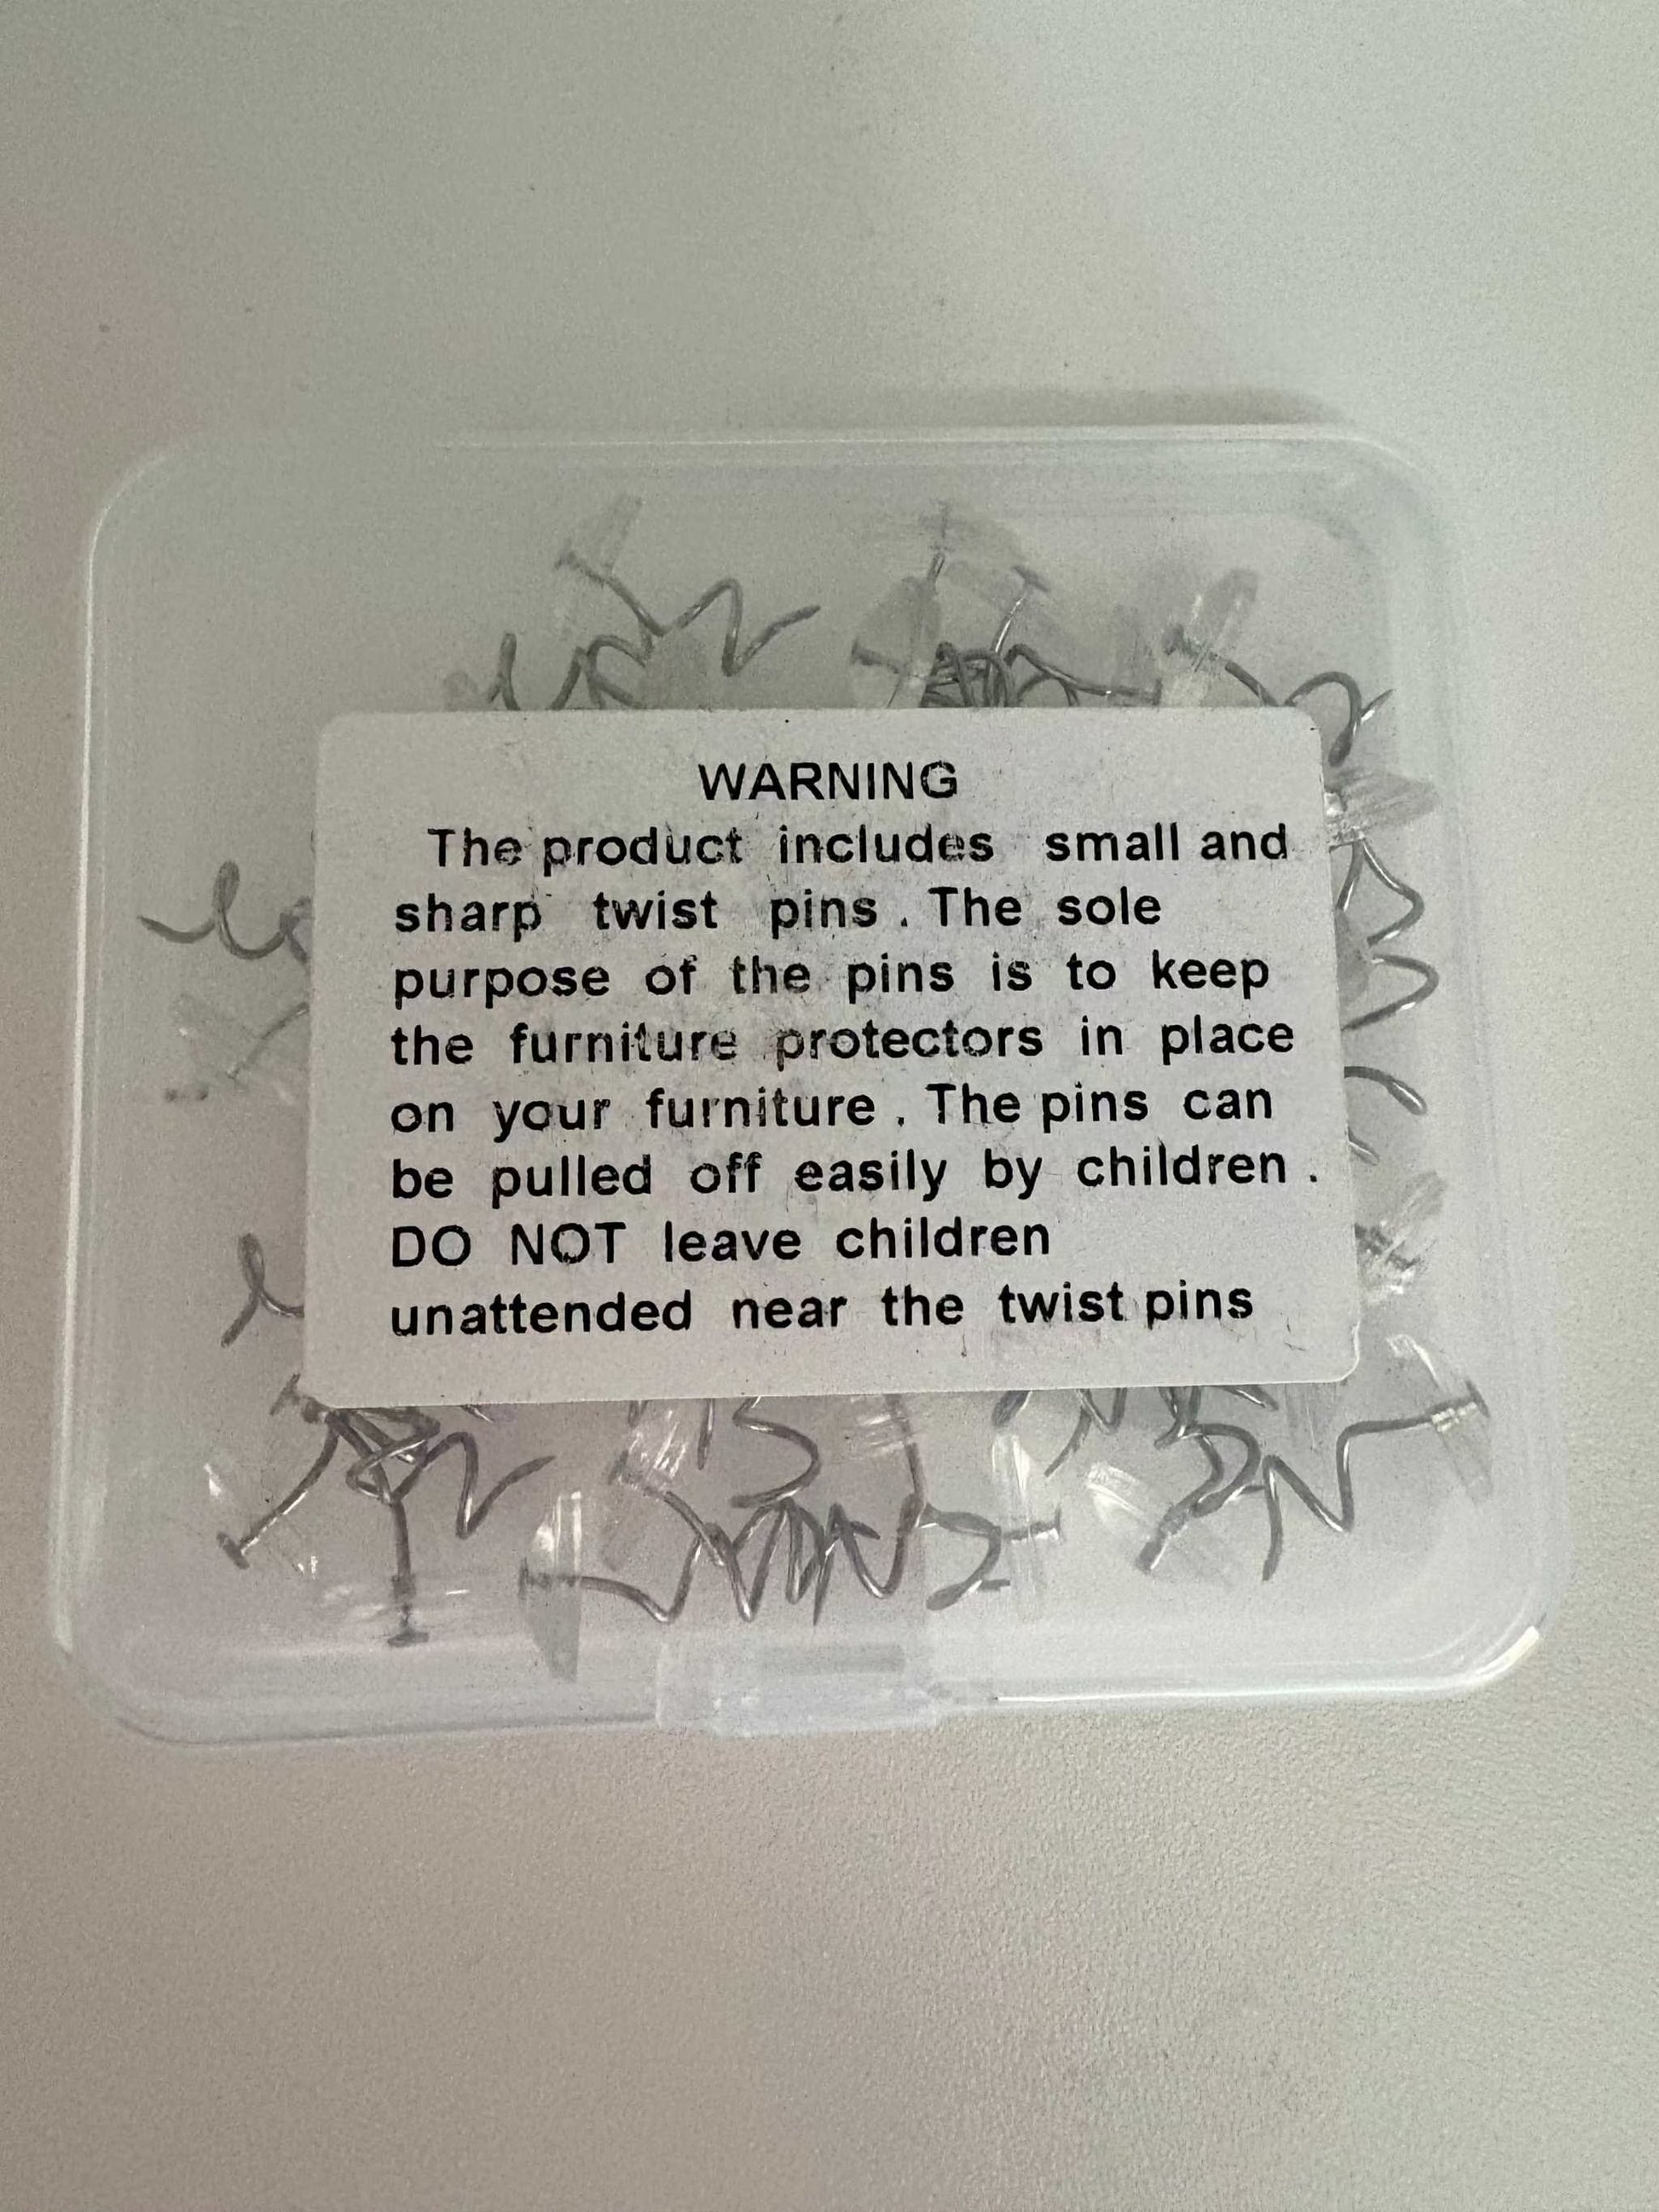 WARNING
The product includes small and
sharp twist pins . The sole
purpose of the pins is to keep
the furniture protectors in place
on your furniture . The pins can
be pulled off easily by children .
DO NOT leave children
unattended near the twist pins